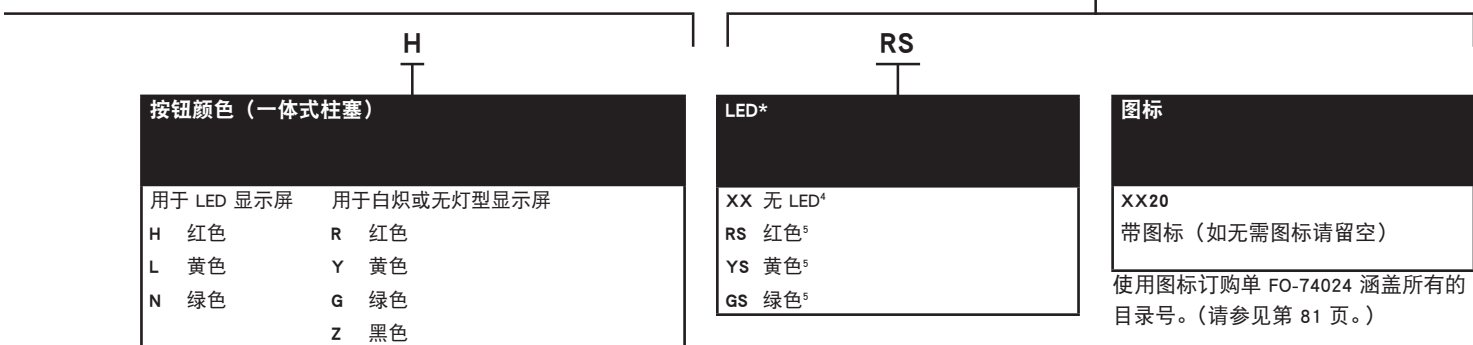 H
RS
按钮颜色（一体式柱塞）
用于 LED 显示屏 用于白炽或无灯型显示屏
H 红色 R 红色
L 黄色 Y 黄色
N 绿色 G 绿色
Z 黑色
LED*
XX 无 LED⁴
RS 红色⁵
YS 黄色⁵
GS 绿色⁵
图标
XX20
带图标（如无需图标请留空）
使用图标订购单 FO-74024 涵盖所有的
目录号。（请参见第 81 页。）